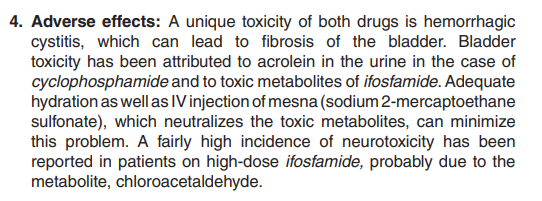 4. Adverse effects: A unique toxicity of both drugs is hemorrhagic
cystitis, which can lead to fibrosis of the bladder. Bladder
toxicity has been attributed to acrolein in the urine in the case of
cyclophosphamide and to toxic metabolites of ifosfamide. Adequate
hydration as well as IV injection of mesna (sodium 2-mercaptoethane
sulfonate), which neutralizes the toxic metabolites, can minimize
this problem. A fairly high incidence of neurotoxicity has been
reported in patients on high-dose ifosfamide, probably due to the
metabolite, chloroacetaldehyde.